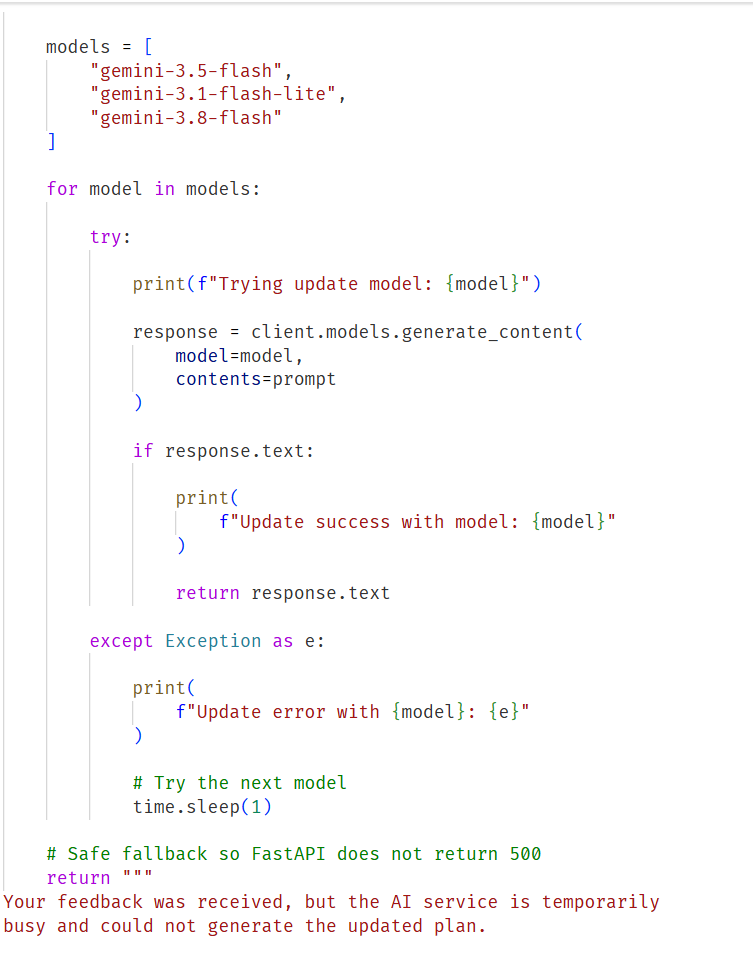 models = [
"gemini-3.5-flash",
"gemini-3.1-flash-lite",
"gemini-3.8-flash"
]
for model in models:
try:
print(f"Trying update model: {model}")
response = client.models.generate_content(
model=model,
contents=prompt
)
if response.text:
print(
f"Update success with model: {model}"
)
return response.text
except Exception as e:
print(
f"Update error with {model}: {e}"
)
# Try the next model
time.sleep(1)
# Safe fallback so FastAPI does not return 500
return """
Your feedback was received, but the AI service is temporarily
busy and could not generate the updated plan.